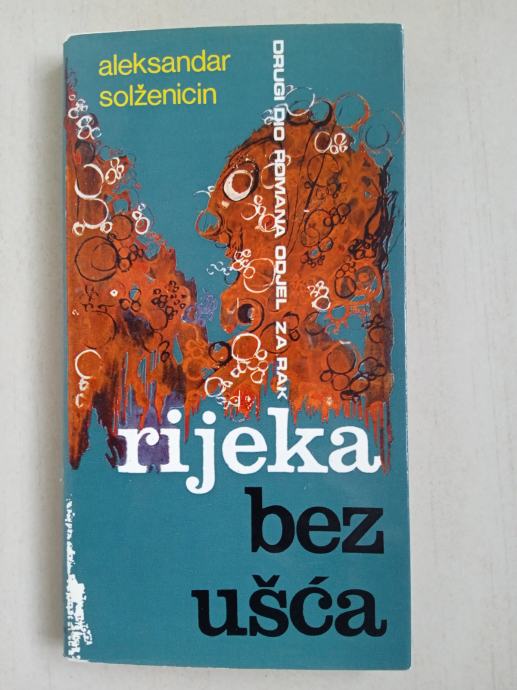 aleksandar
solženicin
DRUGI DIO ROMANA ODJEL ZA RAK
rijeka
bez
ušća